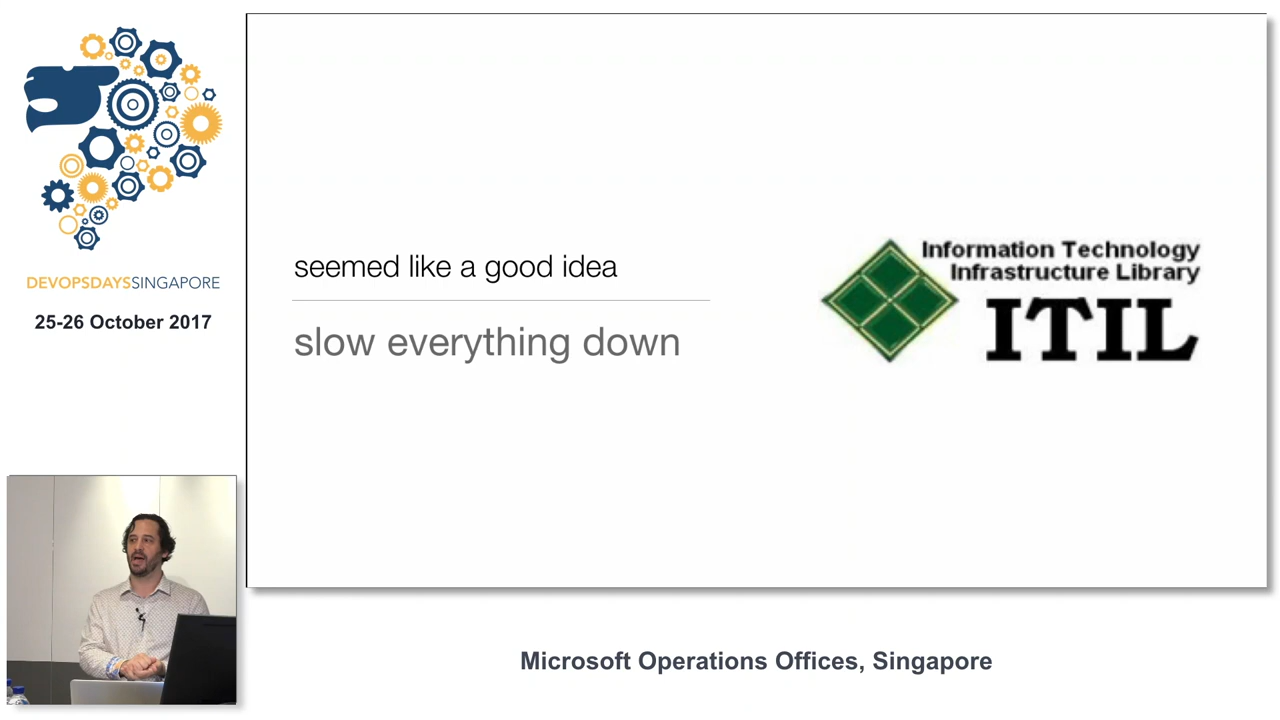 DEVOPSDAYSSINGAPORE
25-26 October 2017
seemed like a good idea
slow everything down
Information Technology
Infrastructure Library
ITIL
Microsoft Operations Offices, Singapore